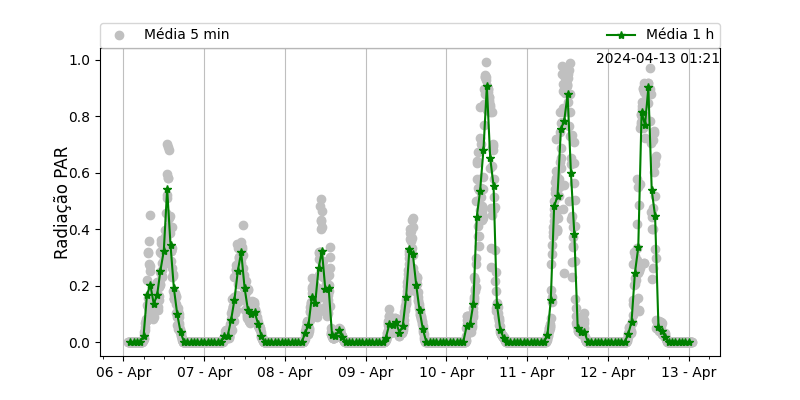 Média 5 min
Média 1 h
2024-04-13 01:21
Radiação PAR
1.0
0.8
0.6
0.4
0.2
0.0
06 - Apr
07 - Apr
08 - Apr
09 - Apr
10 - Apr
11 - Apr
12 - Apr
13 - Apr